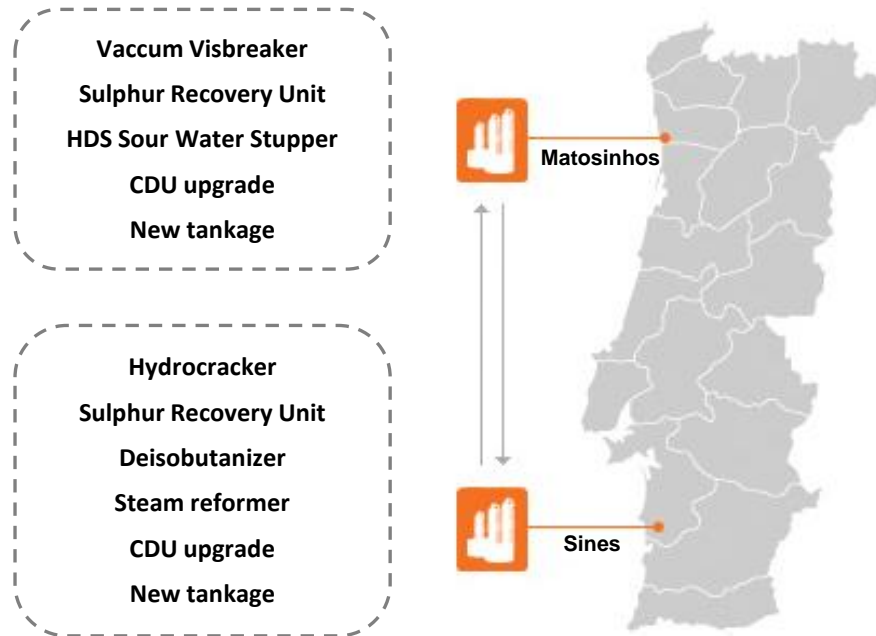 Vaccum Visbreaker
Sulphur Recovery Unit
HDS Sour Water Stupper
CDU upgrade
New tankage
Matosinhos
Hydrocracker
Sulphur Recovery Unit
Deisobutanizer
Steam reformer
CDU upgrade
New tankage
Sines